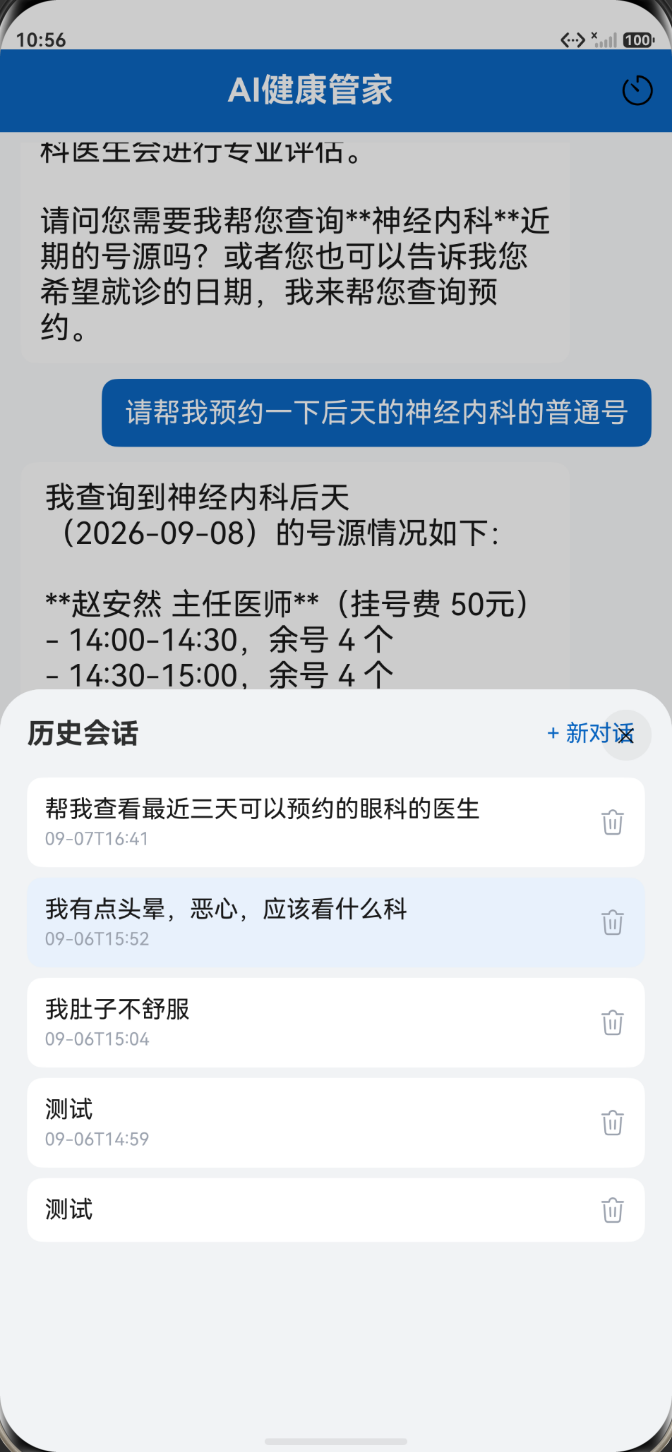 10:56
100
AI健康管家
科医生会进行专业评估。
请问您需要我帮您查询**神经内科**近
期的号源吗？或者您也可以告诉我您
希望就诊的日期，我来帮您查询预
约。
请帮我预约一下后天的神经内科的普通号
我查询到神经内科后天
（2026-09-08）的号源情况如下：
**赵安然 主任医师**（挂号费 50元）
- 14:00-14:30，余号 4 个
- 14:30-15:00，余号 4 个
历史会话
+ 新对话
帮我查看最近三天可以预约的眼科的医生
09-07T16:41
我有点头晕，恶心，应该看什么科
09-06T15:52
我肚子不舒服
09-06T15:04
测试
09-06T14:59
测试